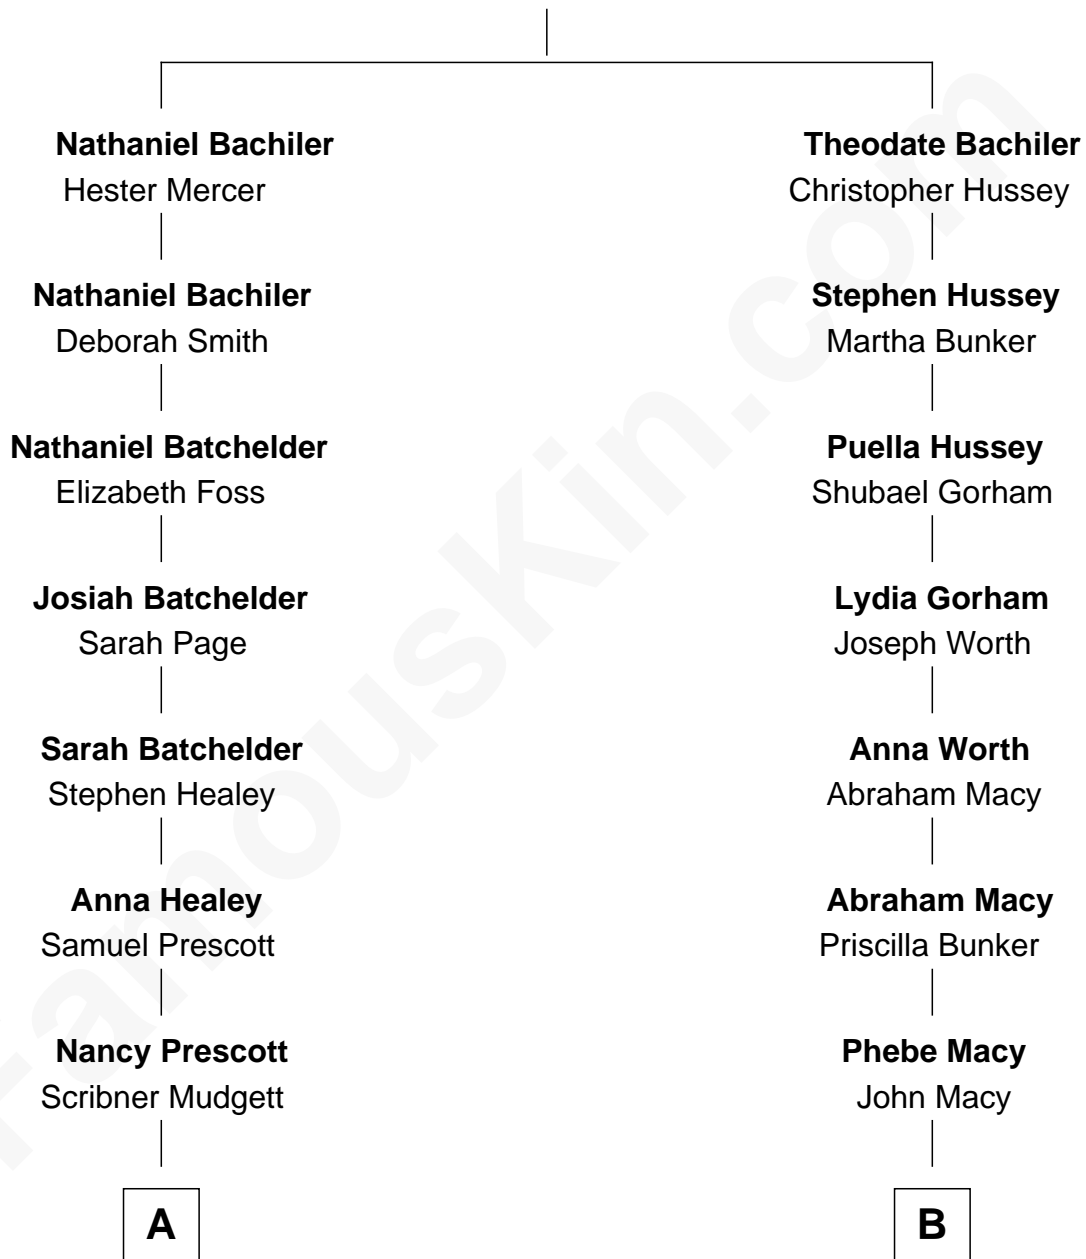 Nathaniel Bachiler
Hester Mercer
Nathaniel Bachiler
Deborah Smith
Nathaniel Batchelder
Elizabeth Foss
Josiah Batchelder
Sarah Page
Sarah Batchelder
Stephen Healey
Anna Healey
Samuel Prescott
Nancy Prescott
Scribner Mudgett
A
Theodate Bachiler
Christopher Hussey
Stephen Hussey
Martha Bunker
Puella Hussey
Shubael Gorham
Lydia Gorham
Joseph Worth
Anna Worth
Abraham Macy
Abraham Macy
Priscilla Bunker
Phebe Macy
John Macy
B
FamousKin.com